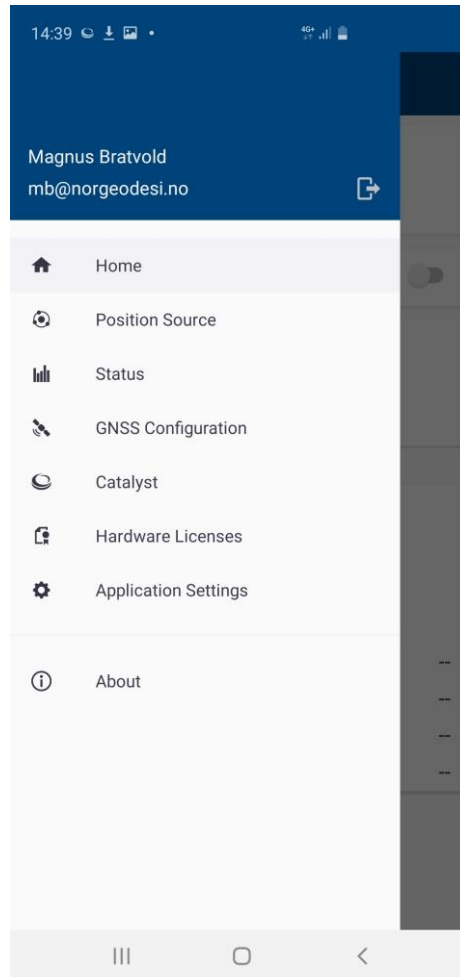 14:39
4G+
Magnus Bratvold
mb@norgeodesi.no
Home
Position Source
Status
GNSS Configuration
Catalyst
Hardware Licenses
Application Settings
About
--
--
--
--